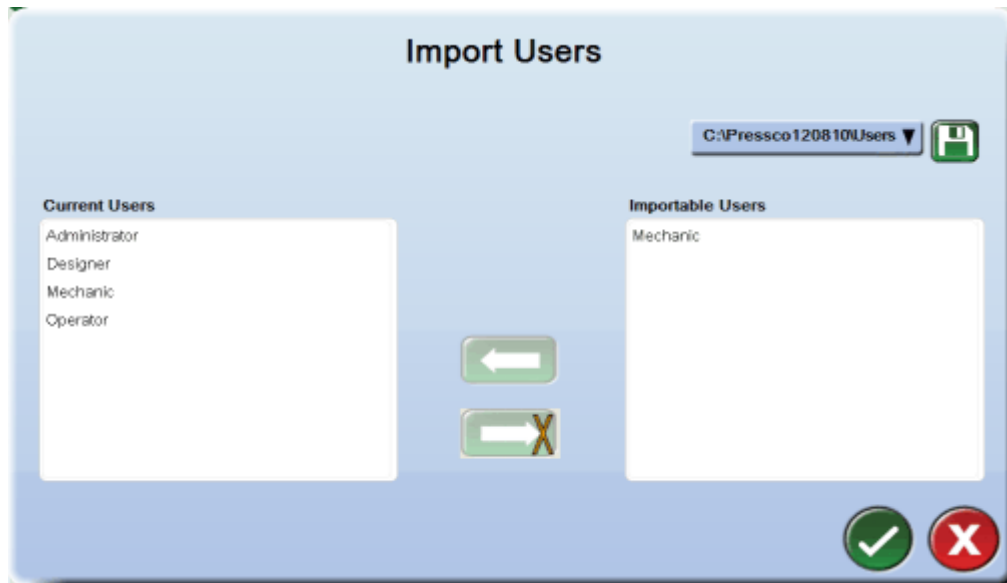 Import Users
C:\Pressco120810\Users
Current Users
Administrator
Designer
Mechanic
Operator
Importable Users
Mechanic